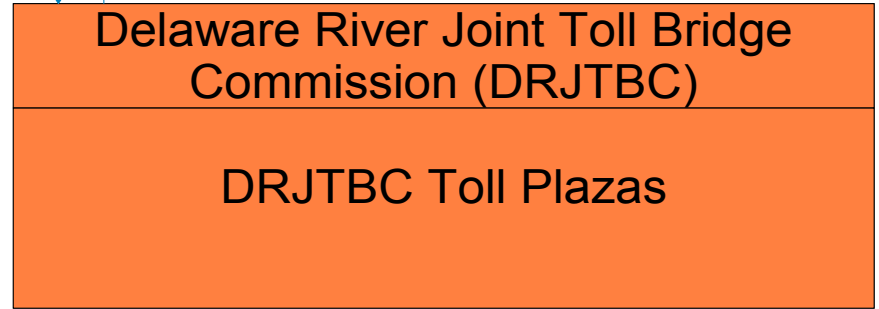 Delaware River Joint Toll Bridge
Commission (DRJTBC)
DRJTBC Toll Plazas